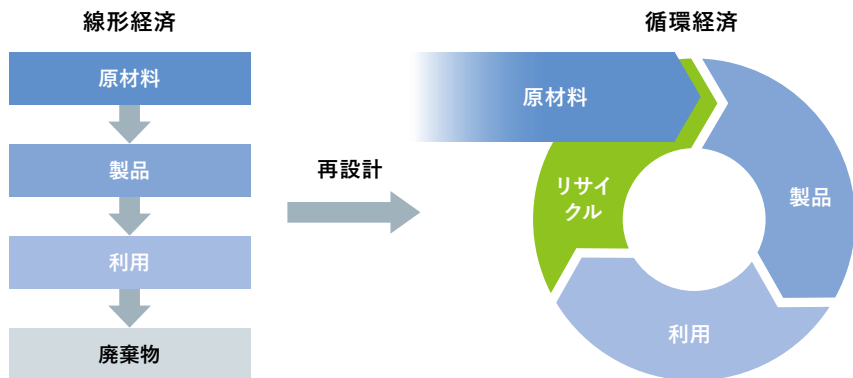 線形経済
原材料
製品
利用
廃棄物
再設計
循環経済
原材料
製品
利用
リサイ
クル